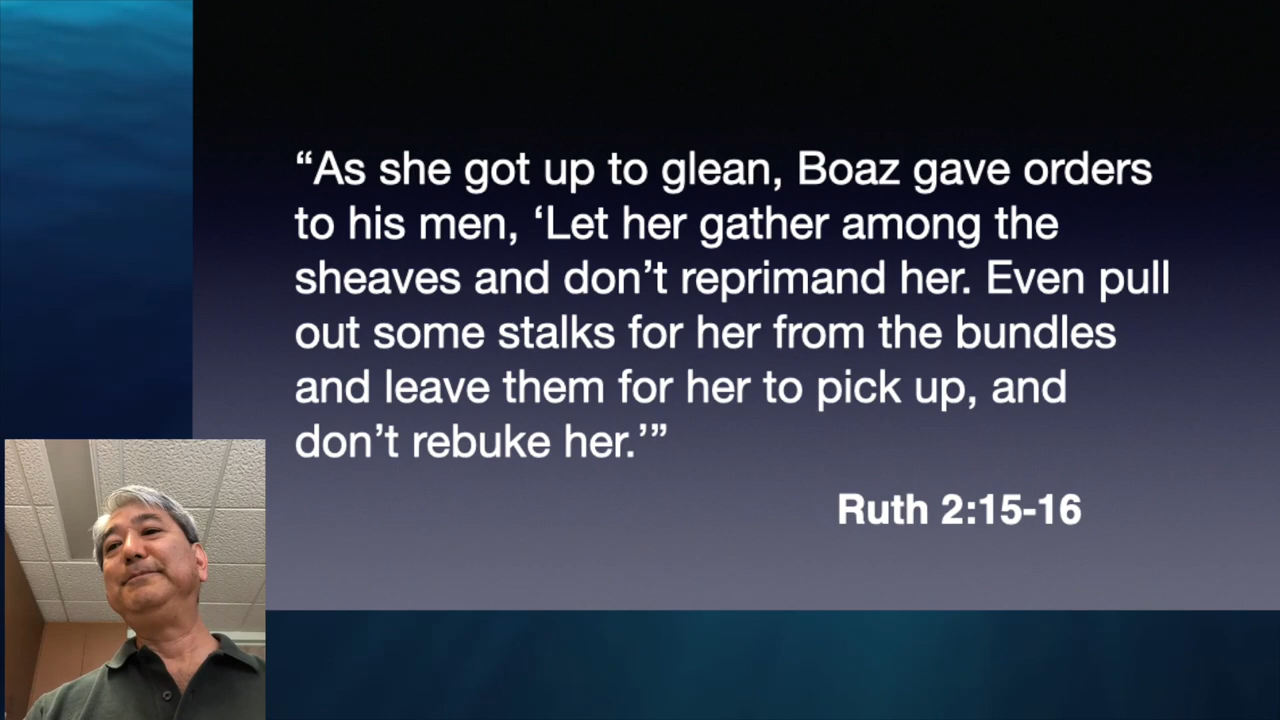 “As she got up to glean, Boaz gave orders
to his men, ‘Let her gather among the
sheaves and don’t reprimand her. Even pull
out some stalks for her from the bundles
and leave them for her to pick up, and
don’t rebuke her.’”
Ruth 2:15-16